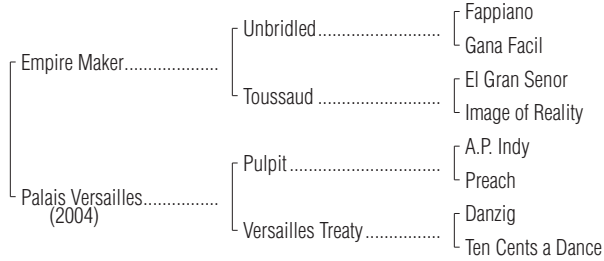 Fappiano
Unbridled............................
Gana Facil
Empire Maker.....................
El Gran Senor
Toussaud ...........................
Image of Reality
A.P. Indy
Pulpit..................................
Preach
Palais Versailles.................
(2004)
Danzig
Versailles Treaty.................
Ten Cents a Dance